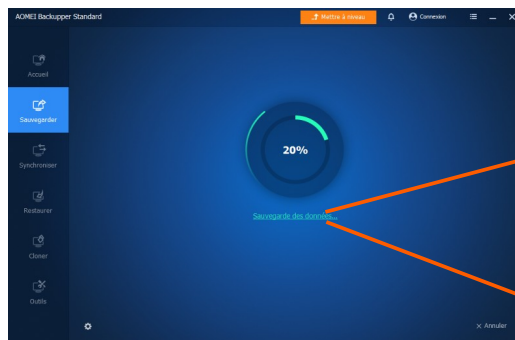 AOMEI Backupper Standard
Mettre à niveau
Connexion
Accueil
Sauvegarder
Synchroniser
Restaurer
Cloner
Outils
20%
Sauvegarde des données...
Annuler